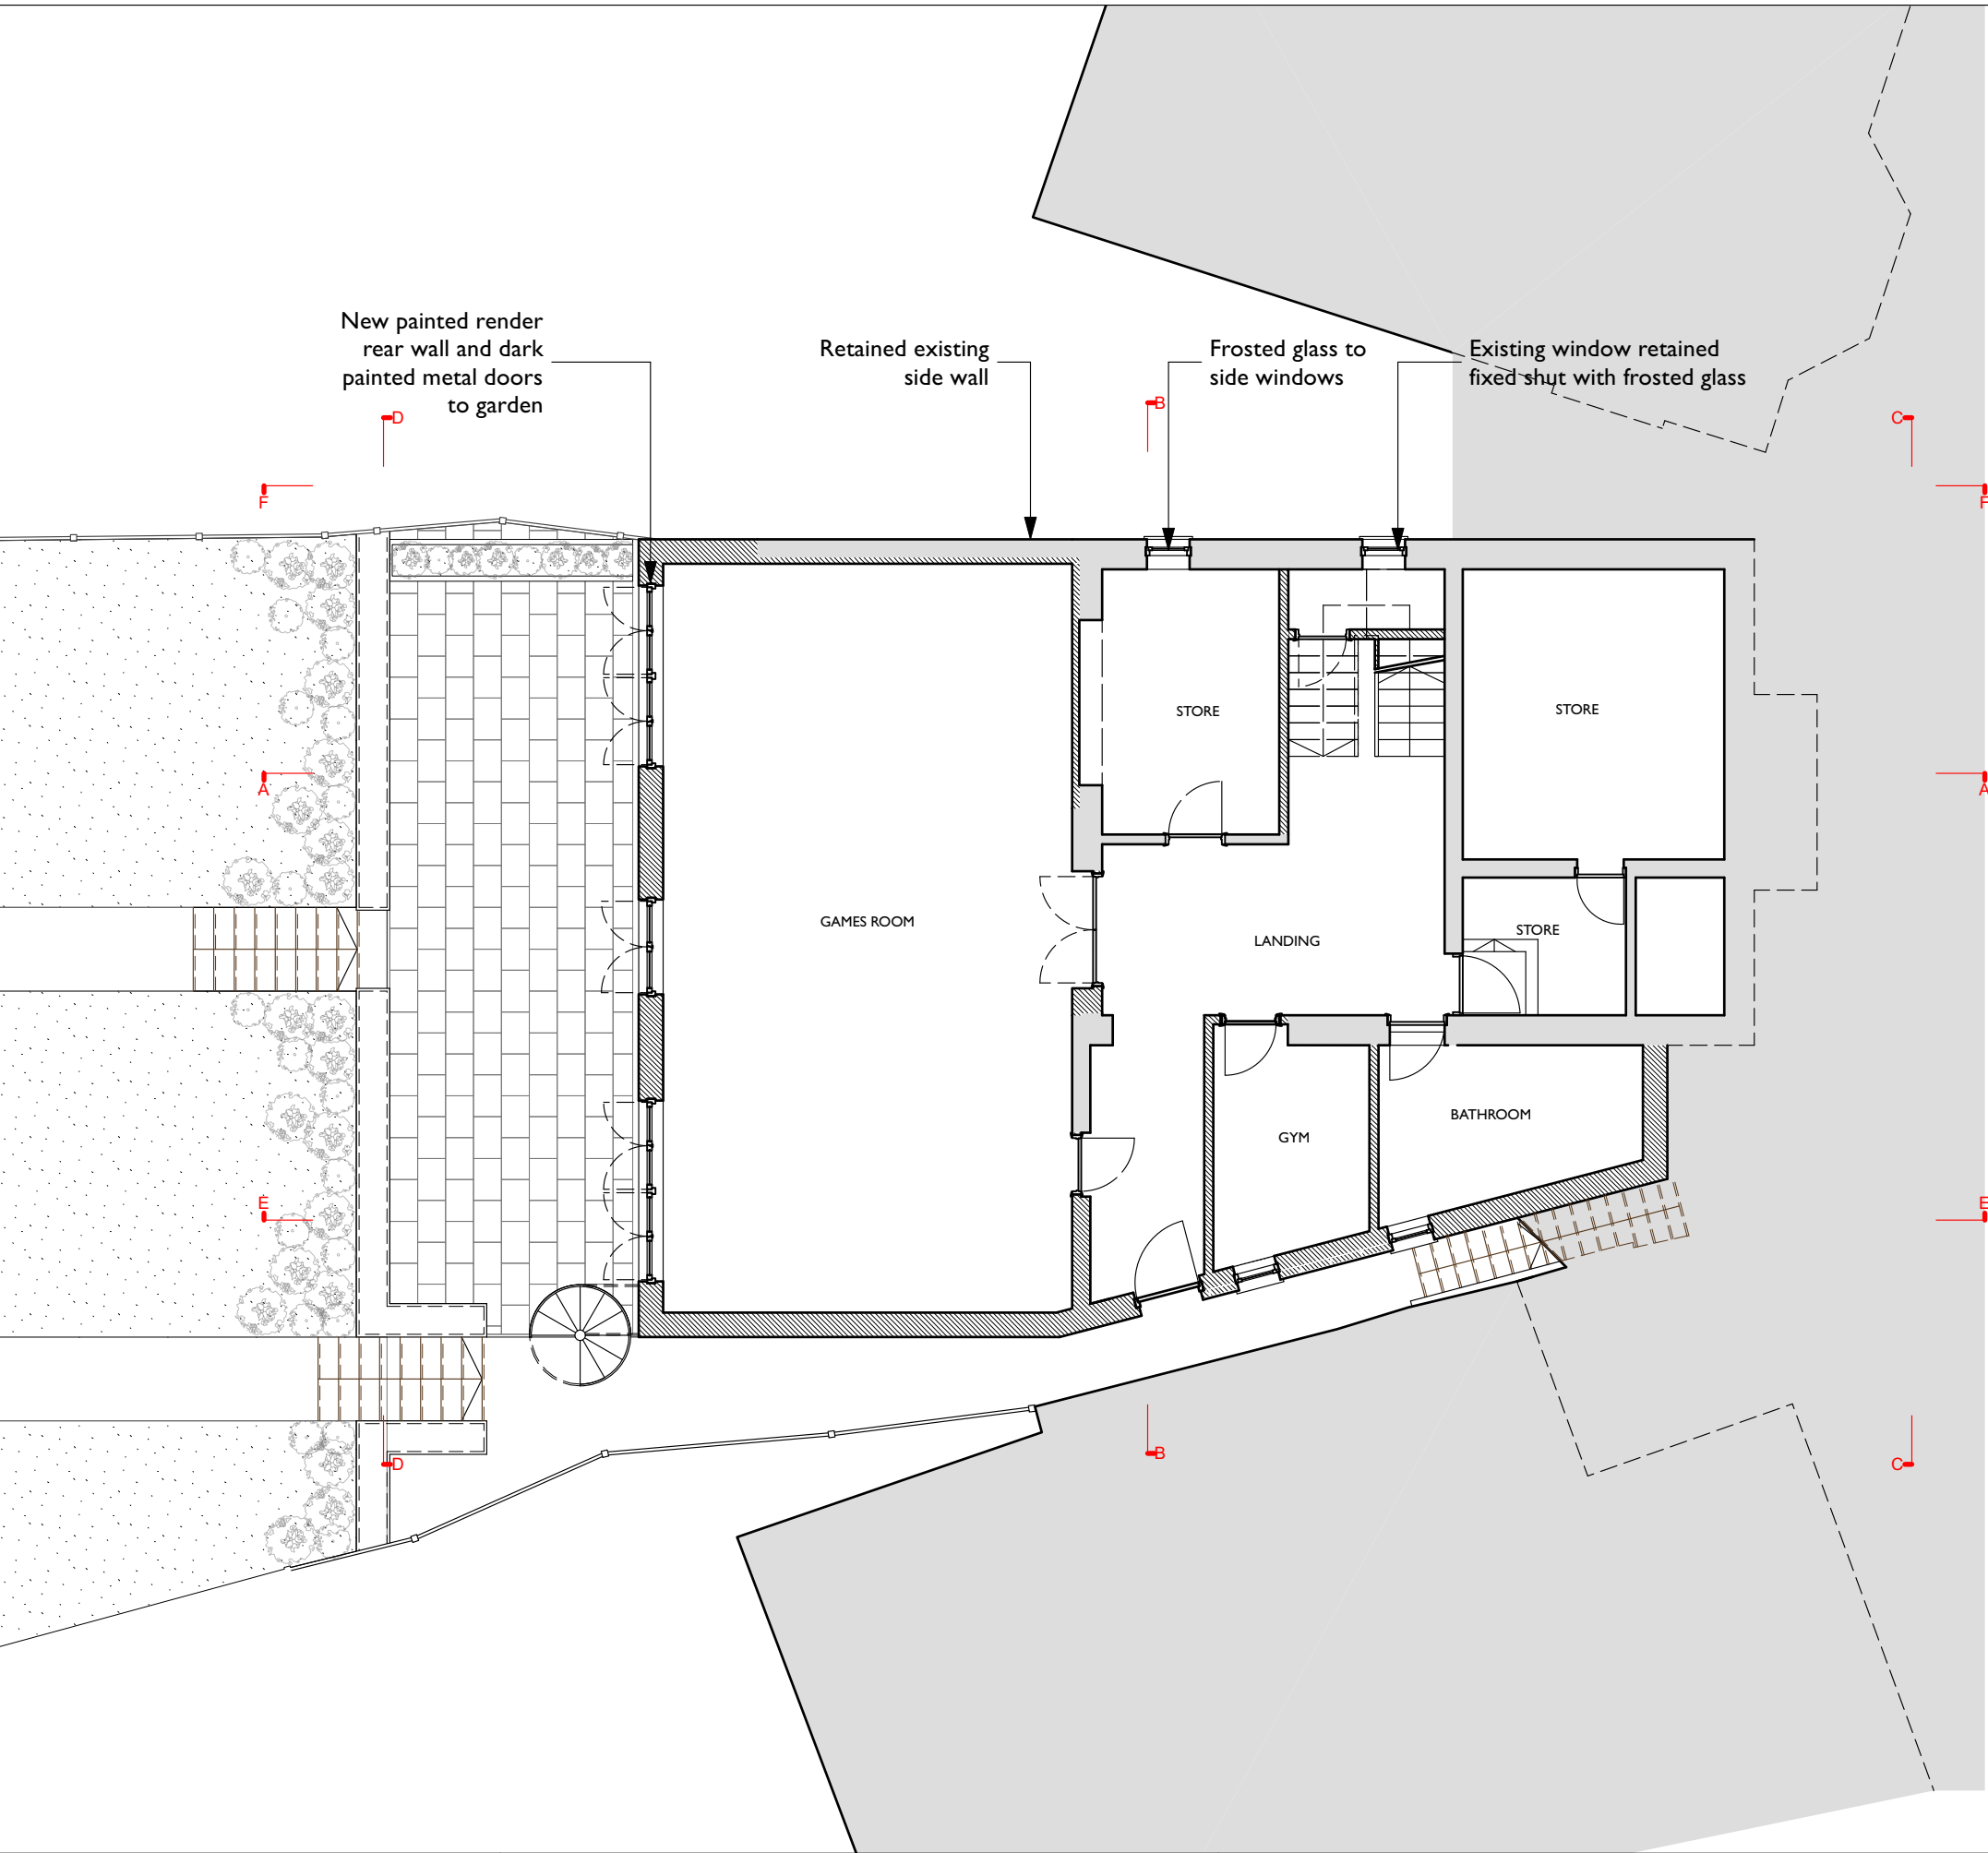 New painted render
rear wall and dark
painted metal doors
to garden
Retained existing
side wall
Frosted glass to
side windows
Existing window retained
fixed shut with frosted glass
D
B
C
F
F
STORE
STORE
A
A
GAMES ROOM
STORE
LANDING
BATHROOM
GYM
E
E
D
B
C